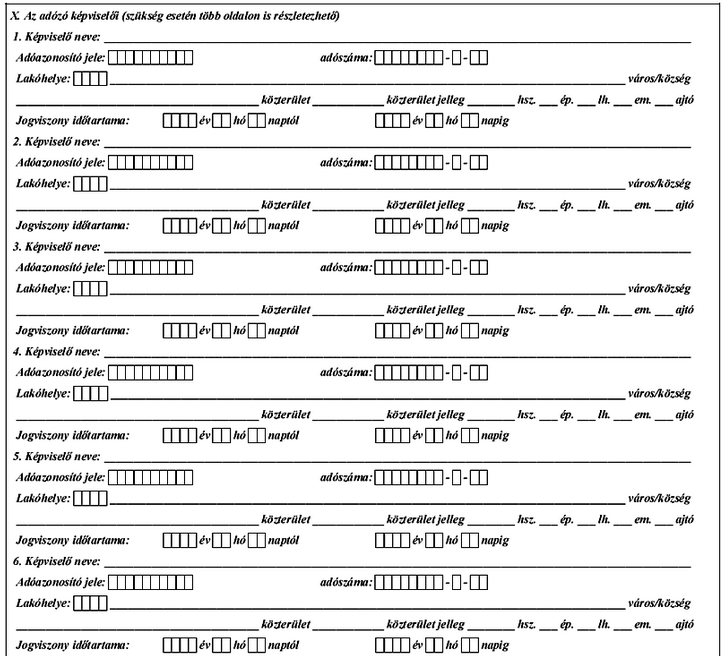 X. Az adózó képviselői (szükség esetén több oldalon is részletezhető)
1. Képviselő neve:
Adóazonosító jele: adószáma: - -
Lakóhelye: város/község
közterület közterület jelleg hsz. ép. lh. em. ajtó
Jogviszony időtartama: év hó naptól év hó napig
2. Képviselő neve:
Adóazonosító jele: adószáma: - -
Lakóhelye: város/község
közterület közterület jelleg hsz. ép. lh. em. ajtó
Jogviszony időtartama: év hó naptól év hó napig
3. Képviselő neve:
Adóazonosító jele: adószáma: - -
Lakóhelye: város/község
közterület közterület jelleg hsz. ép. lh. em. ajtó
Jogviszony időtartama: év hó naptól év hó napig
4. Képviselő neve:
Adóazonosító jele: adószáma: - -
Lakóhelye: város/község
közterület közterület jelleg hsz. ép. lh. em. ajtó
Jogviszony időtartama: év hó naptól év hó napig
5. Képviselő neve:
Adóazonosító jele: adószáma: - -
Lakóhelye: város/község
közterület közterület jelleg hsz. ép. lh. em. ajtó
Jogviszony időtartama: év hó naptól év hó napig
6. Képviselő neve:
Adóazonosító jele: adószáma: - -
Lakóhelye: város/község
közterület közterület jelleg hsz. ép. lh. em. ajtó
Jogviszony időtartama: év hó naptól év hó napig